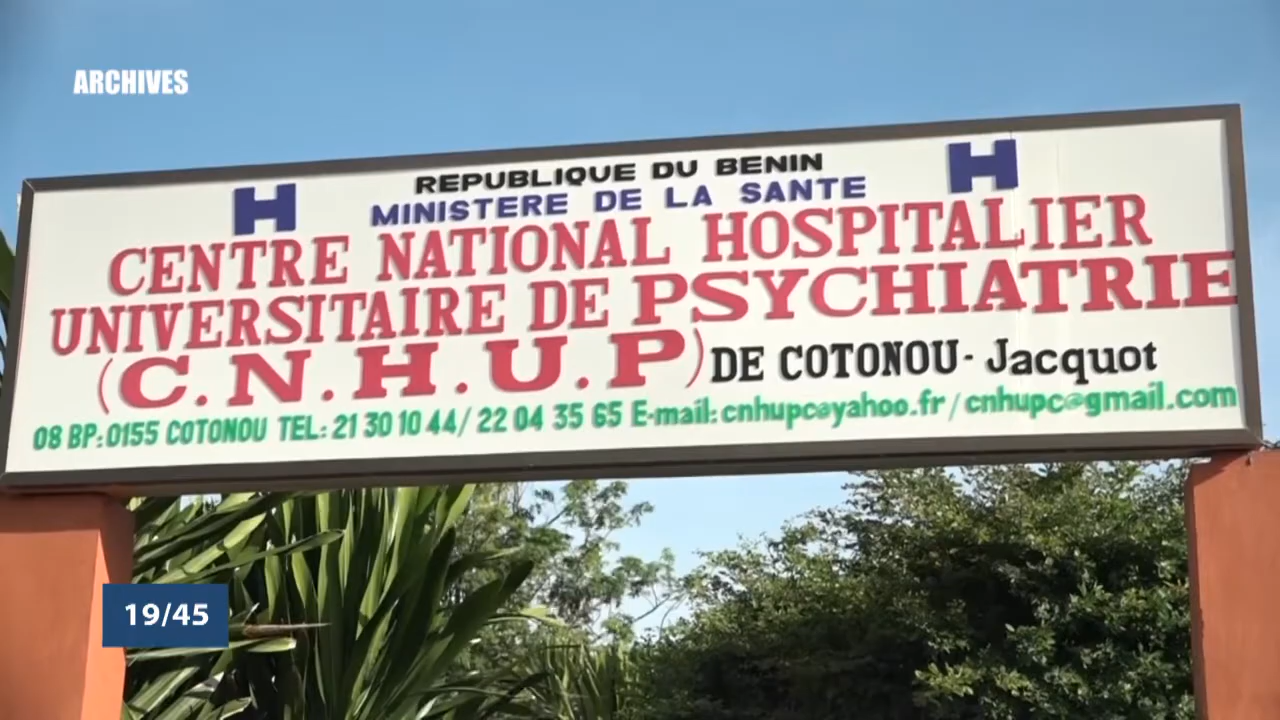 ARCHIVES
REPUBLIQUE DU BENIN
H H
MINISTERE DE LA SANTE
CENTRE NATIONAL HOSPITALIER
UNIVERSITAIRE DE PSYCHIATRIE
(C.N.H.U.P) DE COTONOU - Jacquot
08 BP: 0155 COTONOU TEL: 21 30 10 44/ 22 04 35 65 E-mail: cnhupc@yahoo.fr / cnhupc@gmail.com
19/45